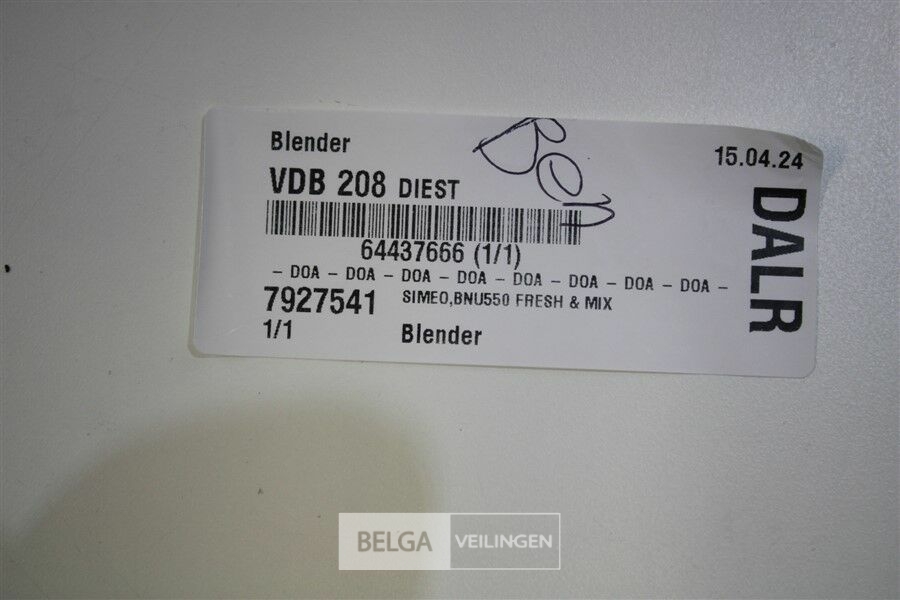 Blender
15.04.24
VDB 208 DIEST
DALR
64437666 (1/1)
– DOA – DOA – DOA – DOA – DOA – DOA – DOA – DOA –
7927541 SIMEO,BNU550 FRESH & MIX
1/1 Blender
BELGA VEILINGEN